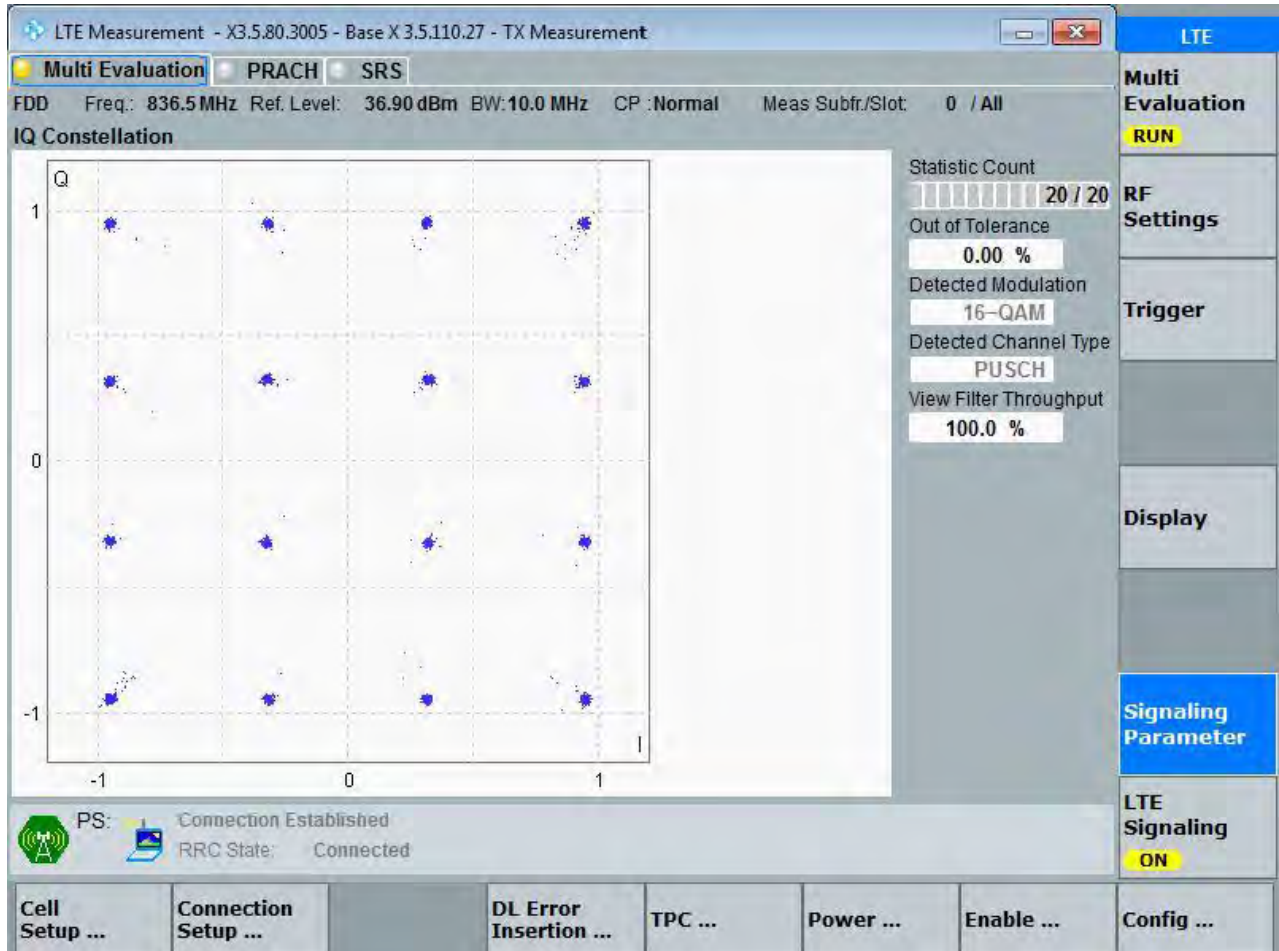 LTE Measurement - X3.5.80.3005 - Base X 3.5.110.27 - TX Measurement
LTE
Multi Evaluation PRACH SRS
FDD Freq.: 836.5 MHz Ref. Level: 36.90 dBm BW: 10.0 MHz CP : Normal Meas Subfr./Slot: 0 / All
IQ Constellation
Q
1
0
-1
-1 0 1
I
Statistic Count
20 / 20
Out of Tolerance
0.00 %
Detected Modulation
16-QAM
Detected Channel Type
PUSCH
View Filter Throughput
100.0 %
Multi
Evaluation
RUN
RF
Settings
Trigger
Display
Signaling
Parameter
LTE
Signaling
ON
PS: Connection Established
RRC State: Connected
Cell
Setup ...
Connection
Setup ...
DL Error
Insertion ...
TPC ...
Power ...
Enable ...
Config ...